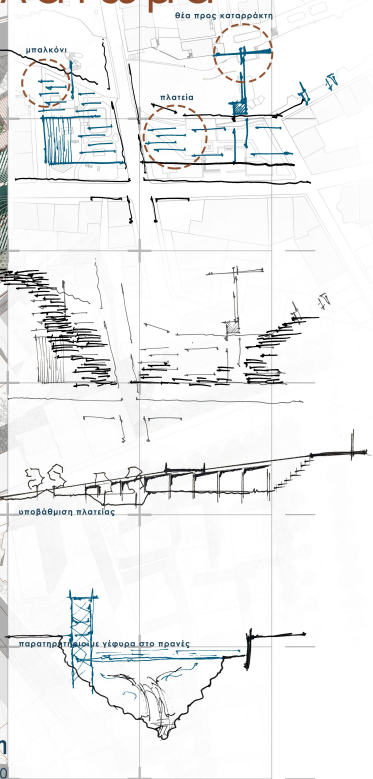 θέα προς καταρράκτη
μπαλκόνι
πλατεία
υποβάθμιση πλατείας
παρατηρητήριο με γέφυρα στο πρανές